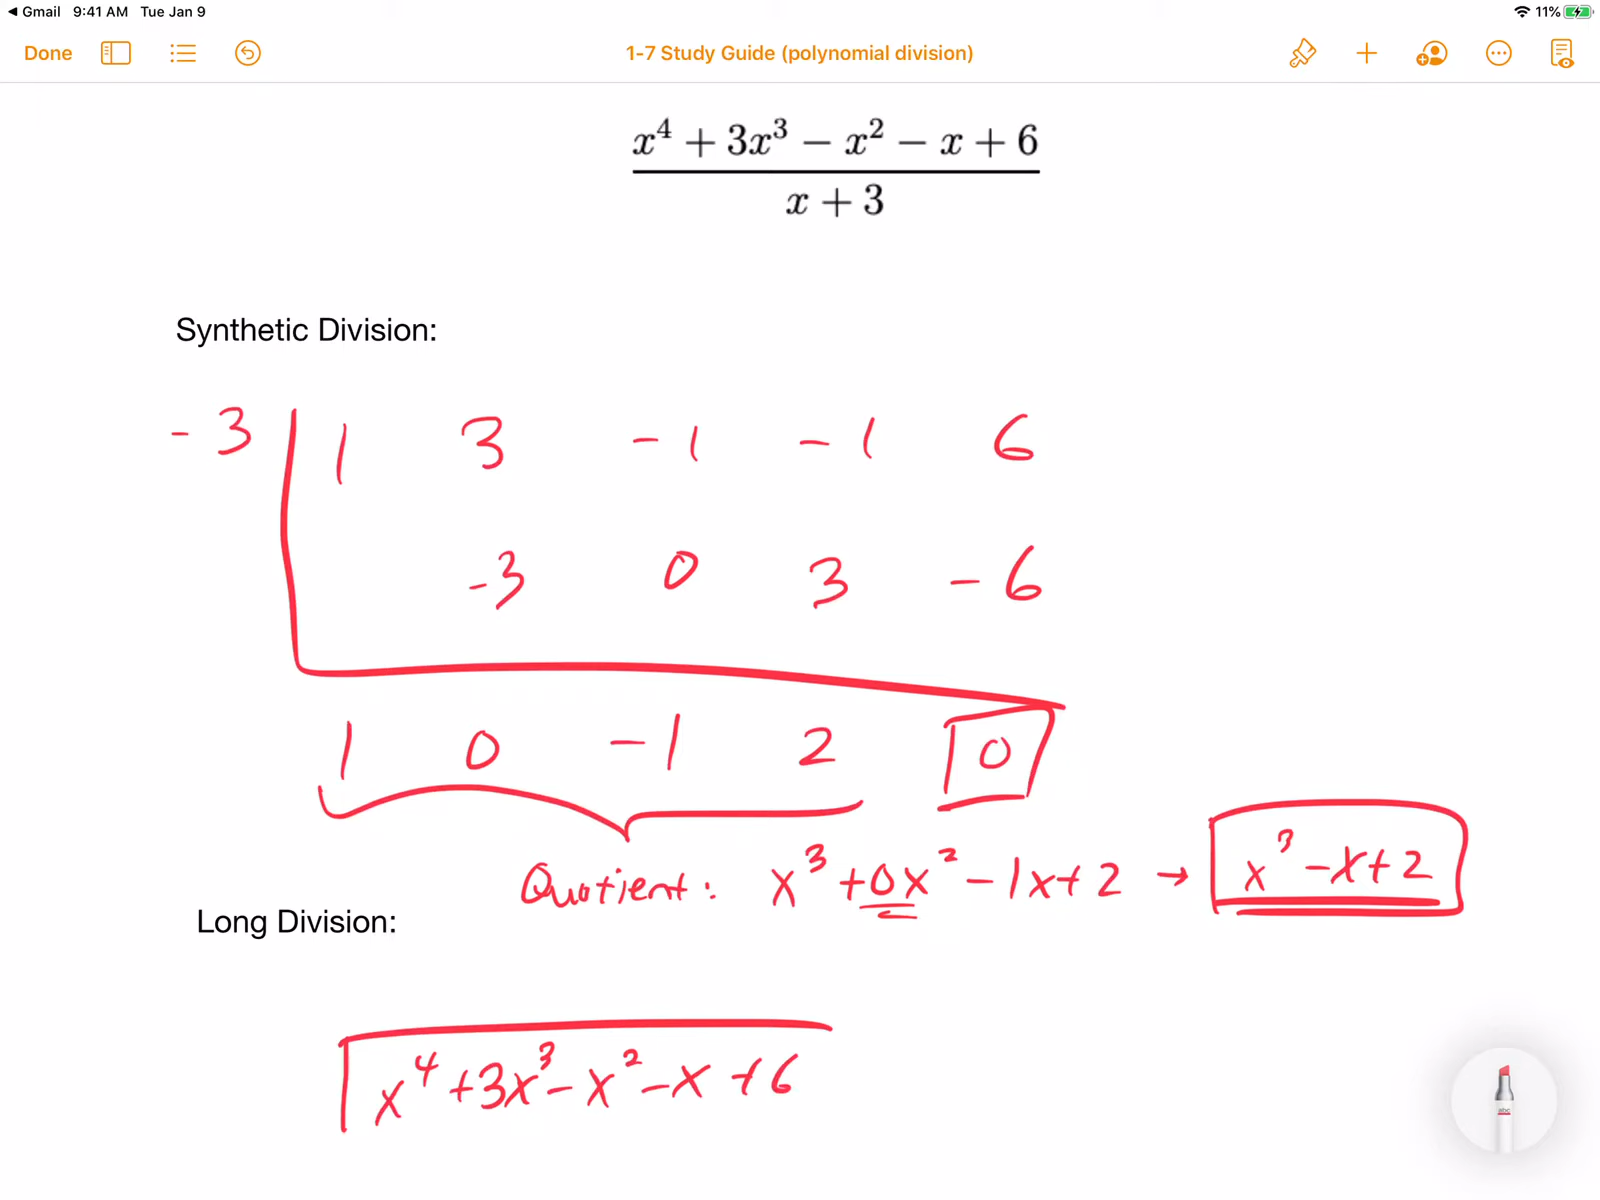 ◀ Gmail 9:41 AM Tue Jan 9 11%
Done 1-7 Study Guide (polynomial division)
x⁴ + 3x³ − x² − x + 6
x + 3
Synthetic Division:
-3 1 3 -1 -1 6
-3 0 3 -6
1 0 -1 2 0
Quotient: x³ + 0x² - 1x + 2 → x³ - x + 2
Long Division:
x⁴ + 3x³ - x² - x + 6
abc